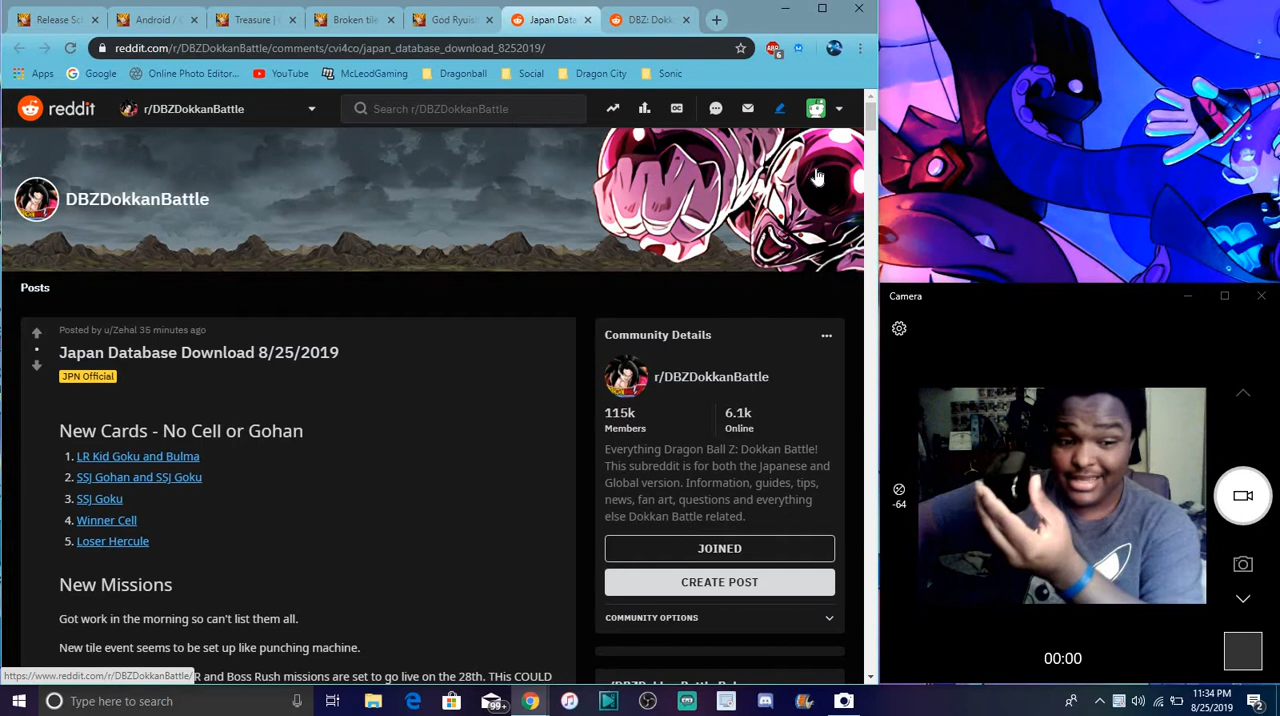 Release Sc
Android /
Treasure |
Broken tile
God Ryuis
Japan Data
DBZ: Dokk
reddit.com/r/DBZDokkanBattle/comments/cvi4co/japan_database_download_8252019/
6
Apps
Google
Online Photo Editor...
YouTube
McLeodGaming
Dragonball
Social
Dragon City
Sonic
reddit
r/DBZDokkanBattle
Search r/DBZDokkanBattle
DBZDokkanBattle
Posts
Posted by u/Zehal 35 minutes ago
Japan Database Download 8/25/2019
JPN Official
New Cards - No Cell or Gohan
1. LR Kid Goku and Bulma
2. SSJ Gohan and SSJ Goku
3. SSJ Goku
4. Winner Cell
5. Loser Hercule
New Missions
Got work in the morning so can't list them all.
New tile event seems to be set up like punching machine.
R and Boss Rush missions are set to go live on the 28th. THis COULD
https://www.reddit.com/r/DBZDokkanBattle/
Community Details
r/DBZDokkanBattle
115k
Members
6.1k
Online
Everything Dragon Ball Z: Dokkan Battle!
This subreddit is for both the Japanese and
Global version. Information, guides, tips,
news, fan art, questions and everything
else Dokkan Battle related.
JOINED
CREATE POST
COMMUNITY OPTIONS
Camera
-64
00:00
Type here to search
99+
11:34 PM
8/25/2019
2